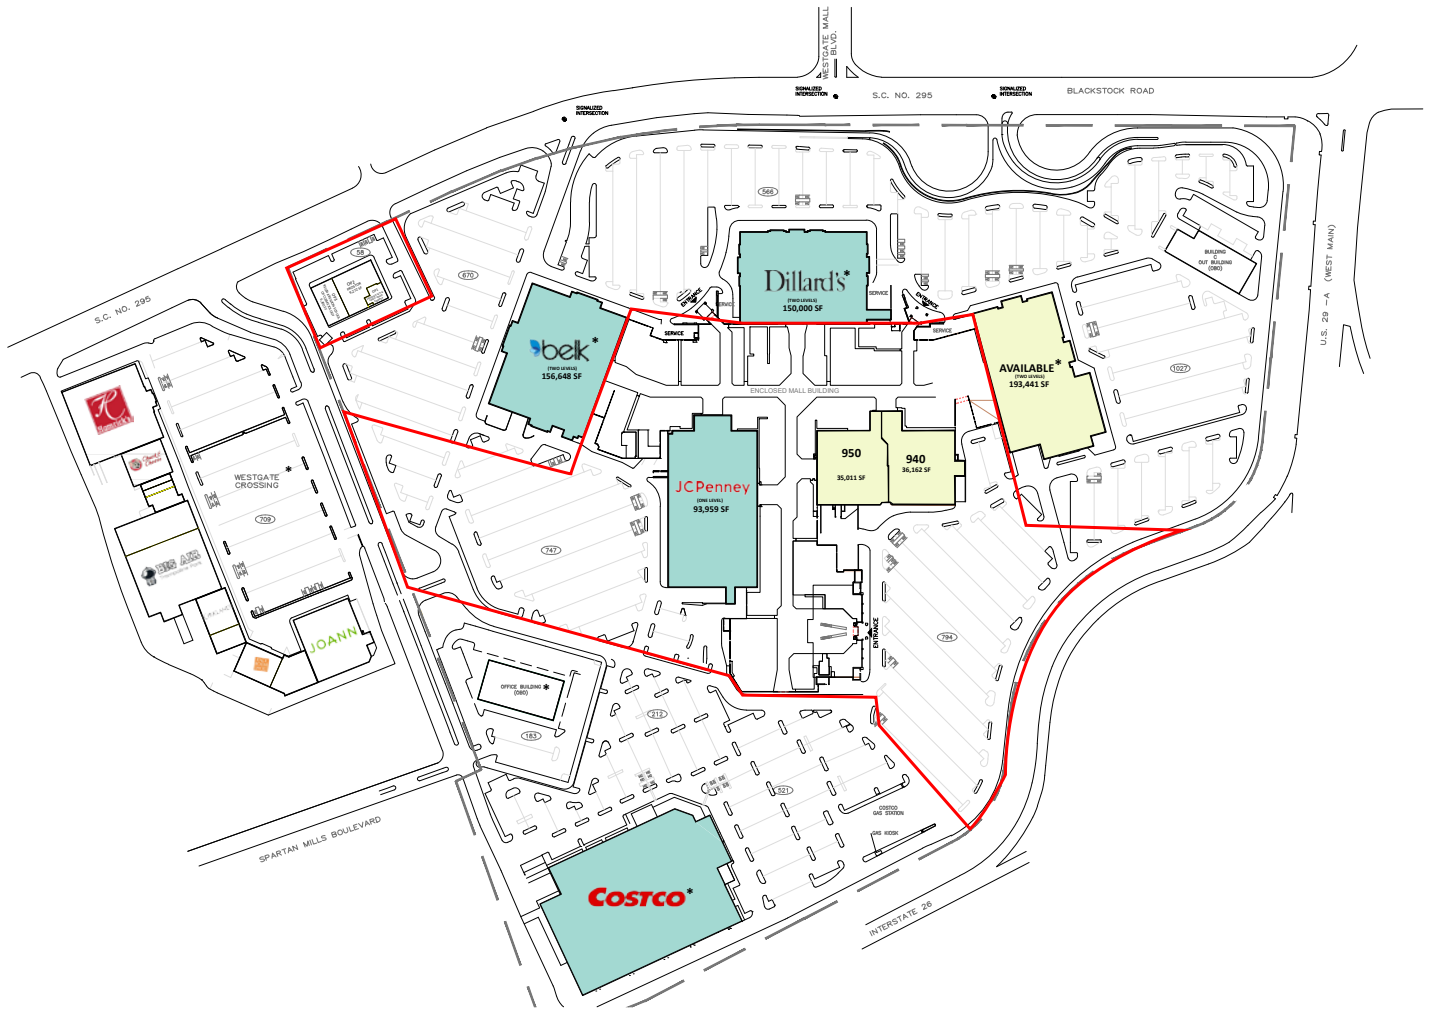 WESTGATE MALL
BLVD.
SIGNALIZED
INTERSECTION
S.C. NO. 295
SIGNALIZED
INTERSECTION
BLACKSTOCK ROAD
SIGNALIZED
INTERSECTION
566
58
670
S.C. NO. 295
Dillard's*
(TWO LEVELS)
150,000 SF
SERVICE
SERVICE
ENTRANCE
ENTRANCE
SERVICE
SERVICE
BUILDING
C
OUT BUILDING
(080)
U.S. 29 -A (WEST MAIN)
belk*
(TWO LEVELS)
156,648 SF
AVAILABLE*
(TWO LEVELS)
193,441 SF
1027
ENCLOSED MALL BUILDING
950
35,011 SF
940
36,162 SF
JCPenney
(ONE LEVEL)
93,959 SF
WESTGATE *
CROSSING
709
747
BIG AIR
JOANN
794
ENTRANCE
OFFICE BUILDING *
(080)
212
183
521
COSTCO
GAS STATION
GAS KIOSK
SPARTAN MILLS BOULEVARD
COSTCO*
INTERSTATE 26